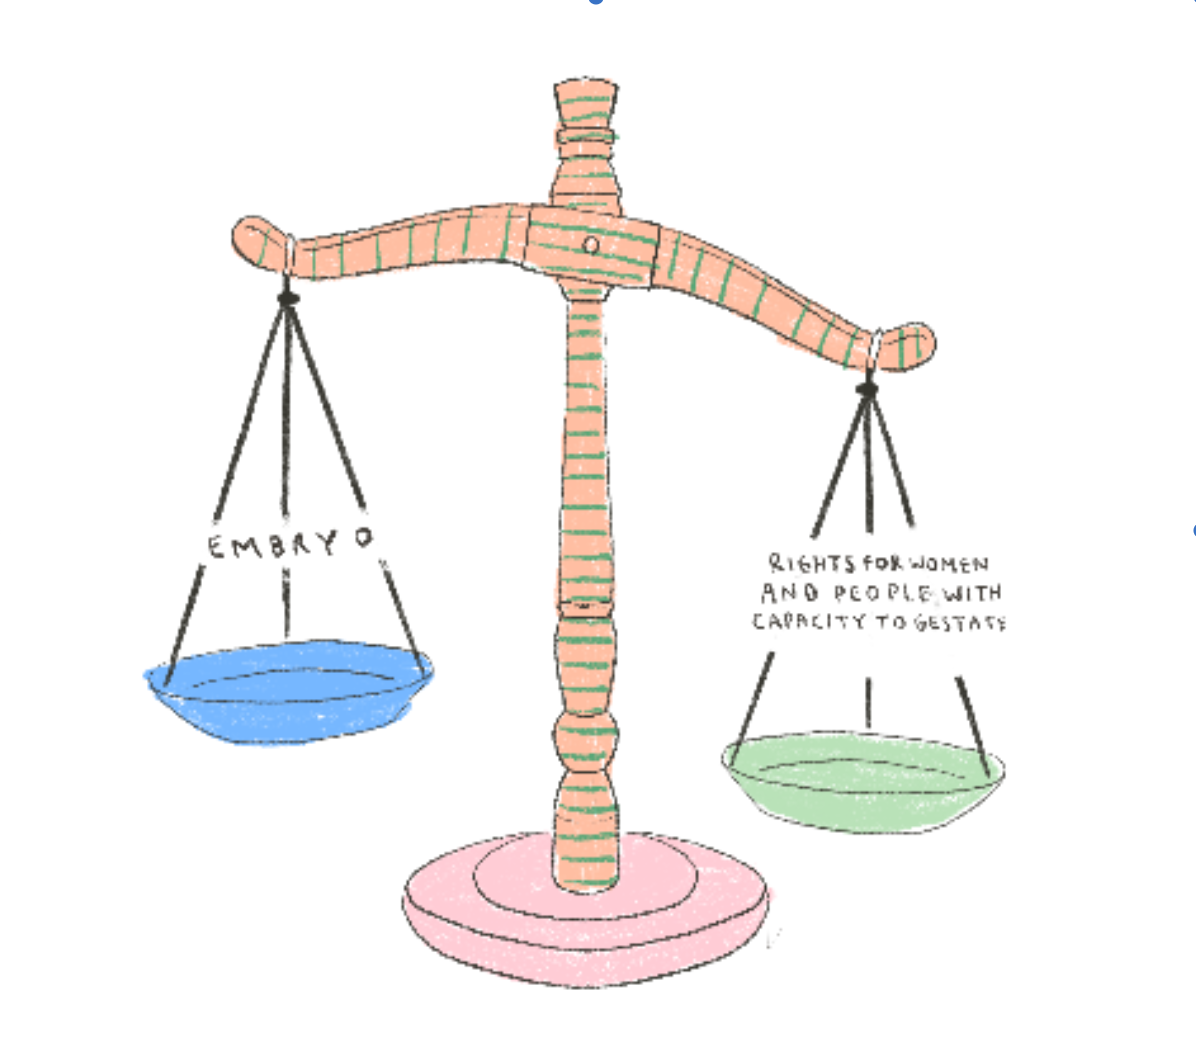 EMBRYO
RIGHTS FOR WOMEN
AND PEOPLE WITH
CAPACITY TO GESTATE